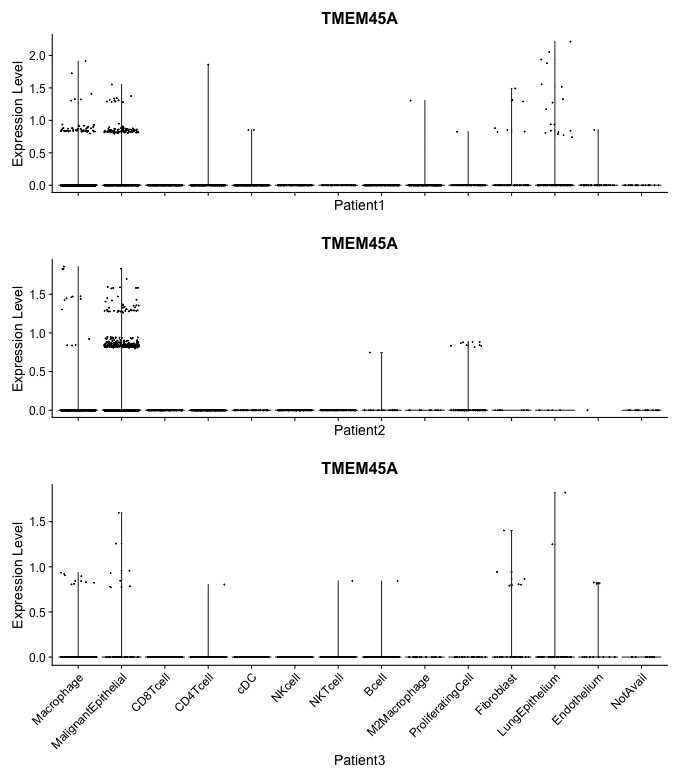 TMEM45A
Expression Level
2.0
1.5
1.0
0.5
0.0
Patient1
TMEM45A
Expression Level
1.5
1.0
0.5
0.0
Patient2
TMEM45A
Expression Level
1.5
1.0
0.5
0.0
Macrophage
MalignantEpithelial
CD8Tcell
CD4Tcell
cDC
NKcell
NKTcell
Bcell
M2Macrophage
ProliferatingCell
Fibroblast
LungEpithelium
Endothelium
NotAvail
Patient3